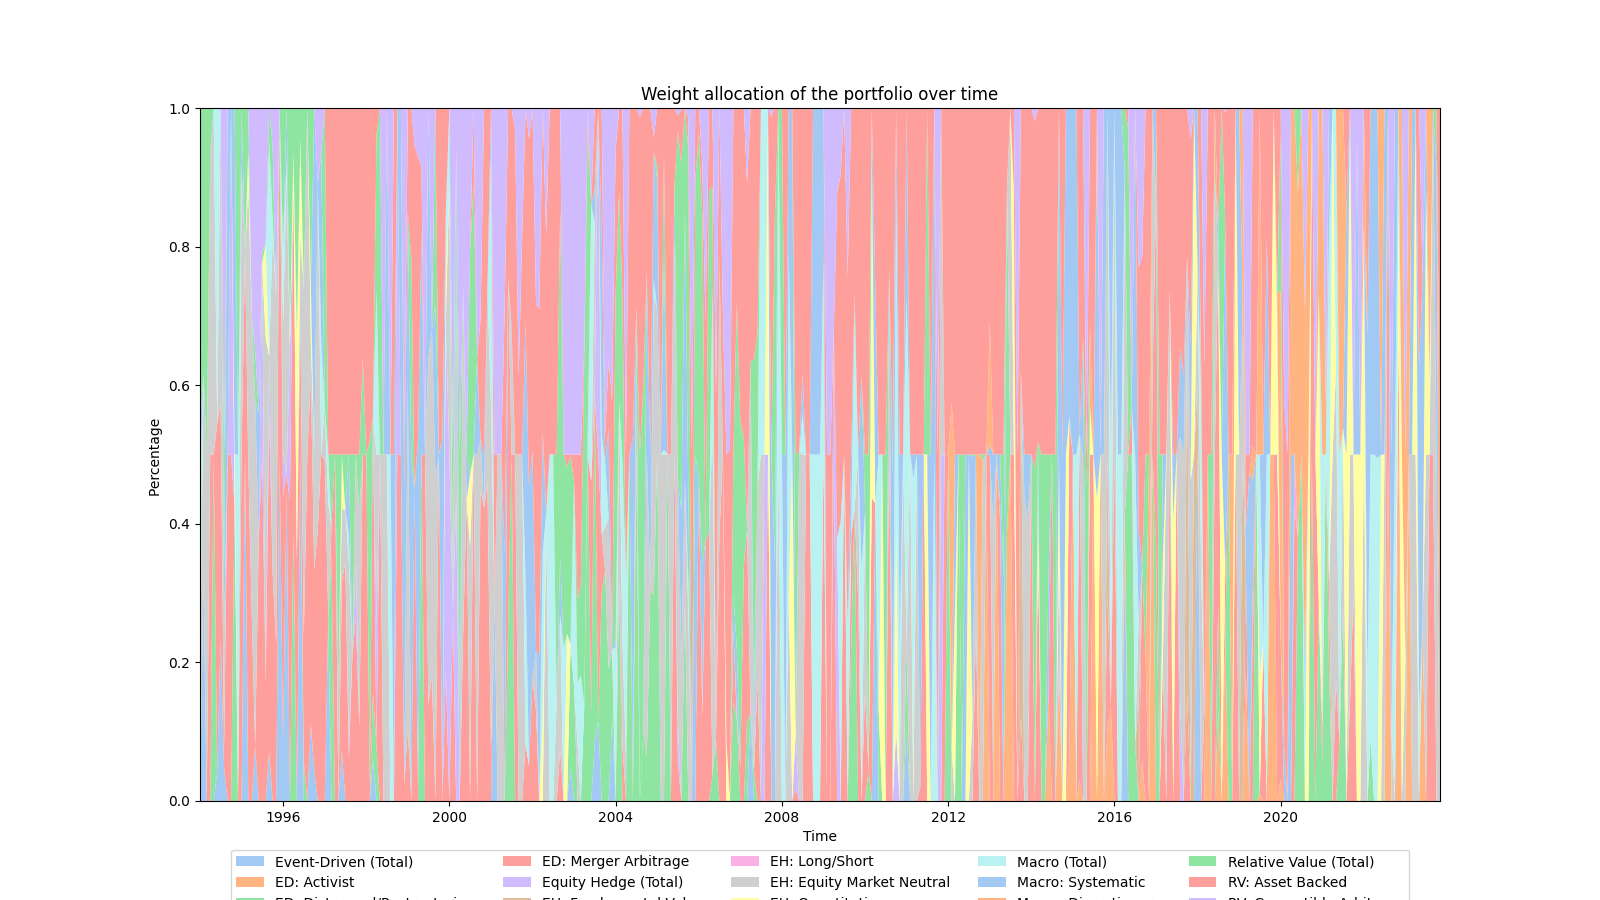 Weight allocation of the portfolio over time
1.0
0.8
0.6
0.4
0.2
0.0
Percentage
1996 2000 2004 2008 2012 2016 2020
Time
Event-Driven (Total) ED: Merger Arbitrage EH: Long/Short Macro (Total) Relative Value (Total)
ED: Activist Equity Hedge (Total) EH: Equity Market Neutral Macro: Systematic RV: Asset Backed